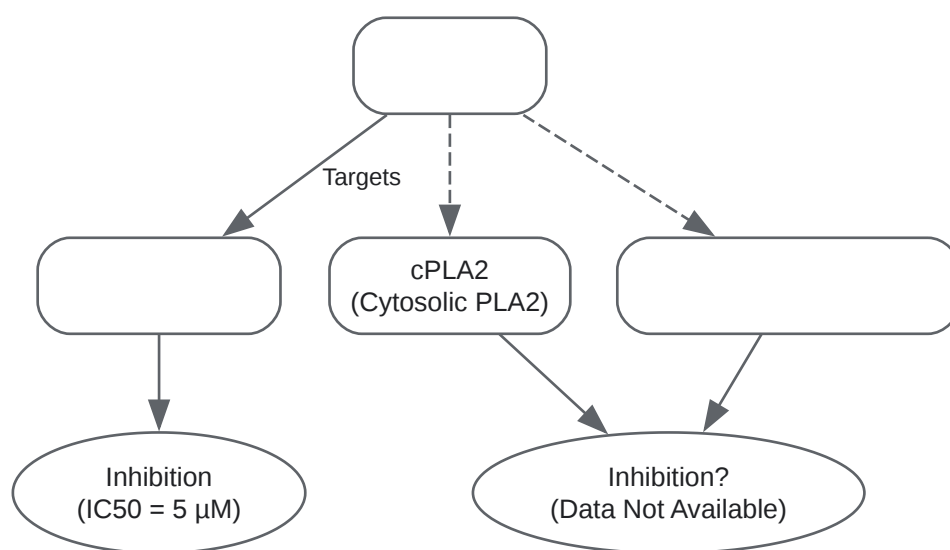 Targets
cPLA2
(Cytosolic PLA2)
Inhibition
(IC50 = 5 µM)
Inhibition?
(Data Not Available)